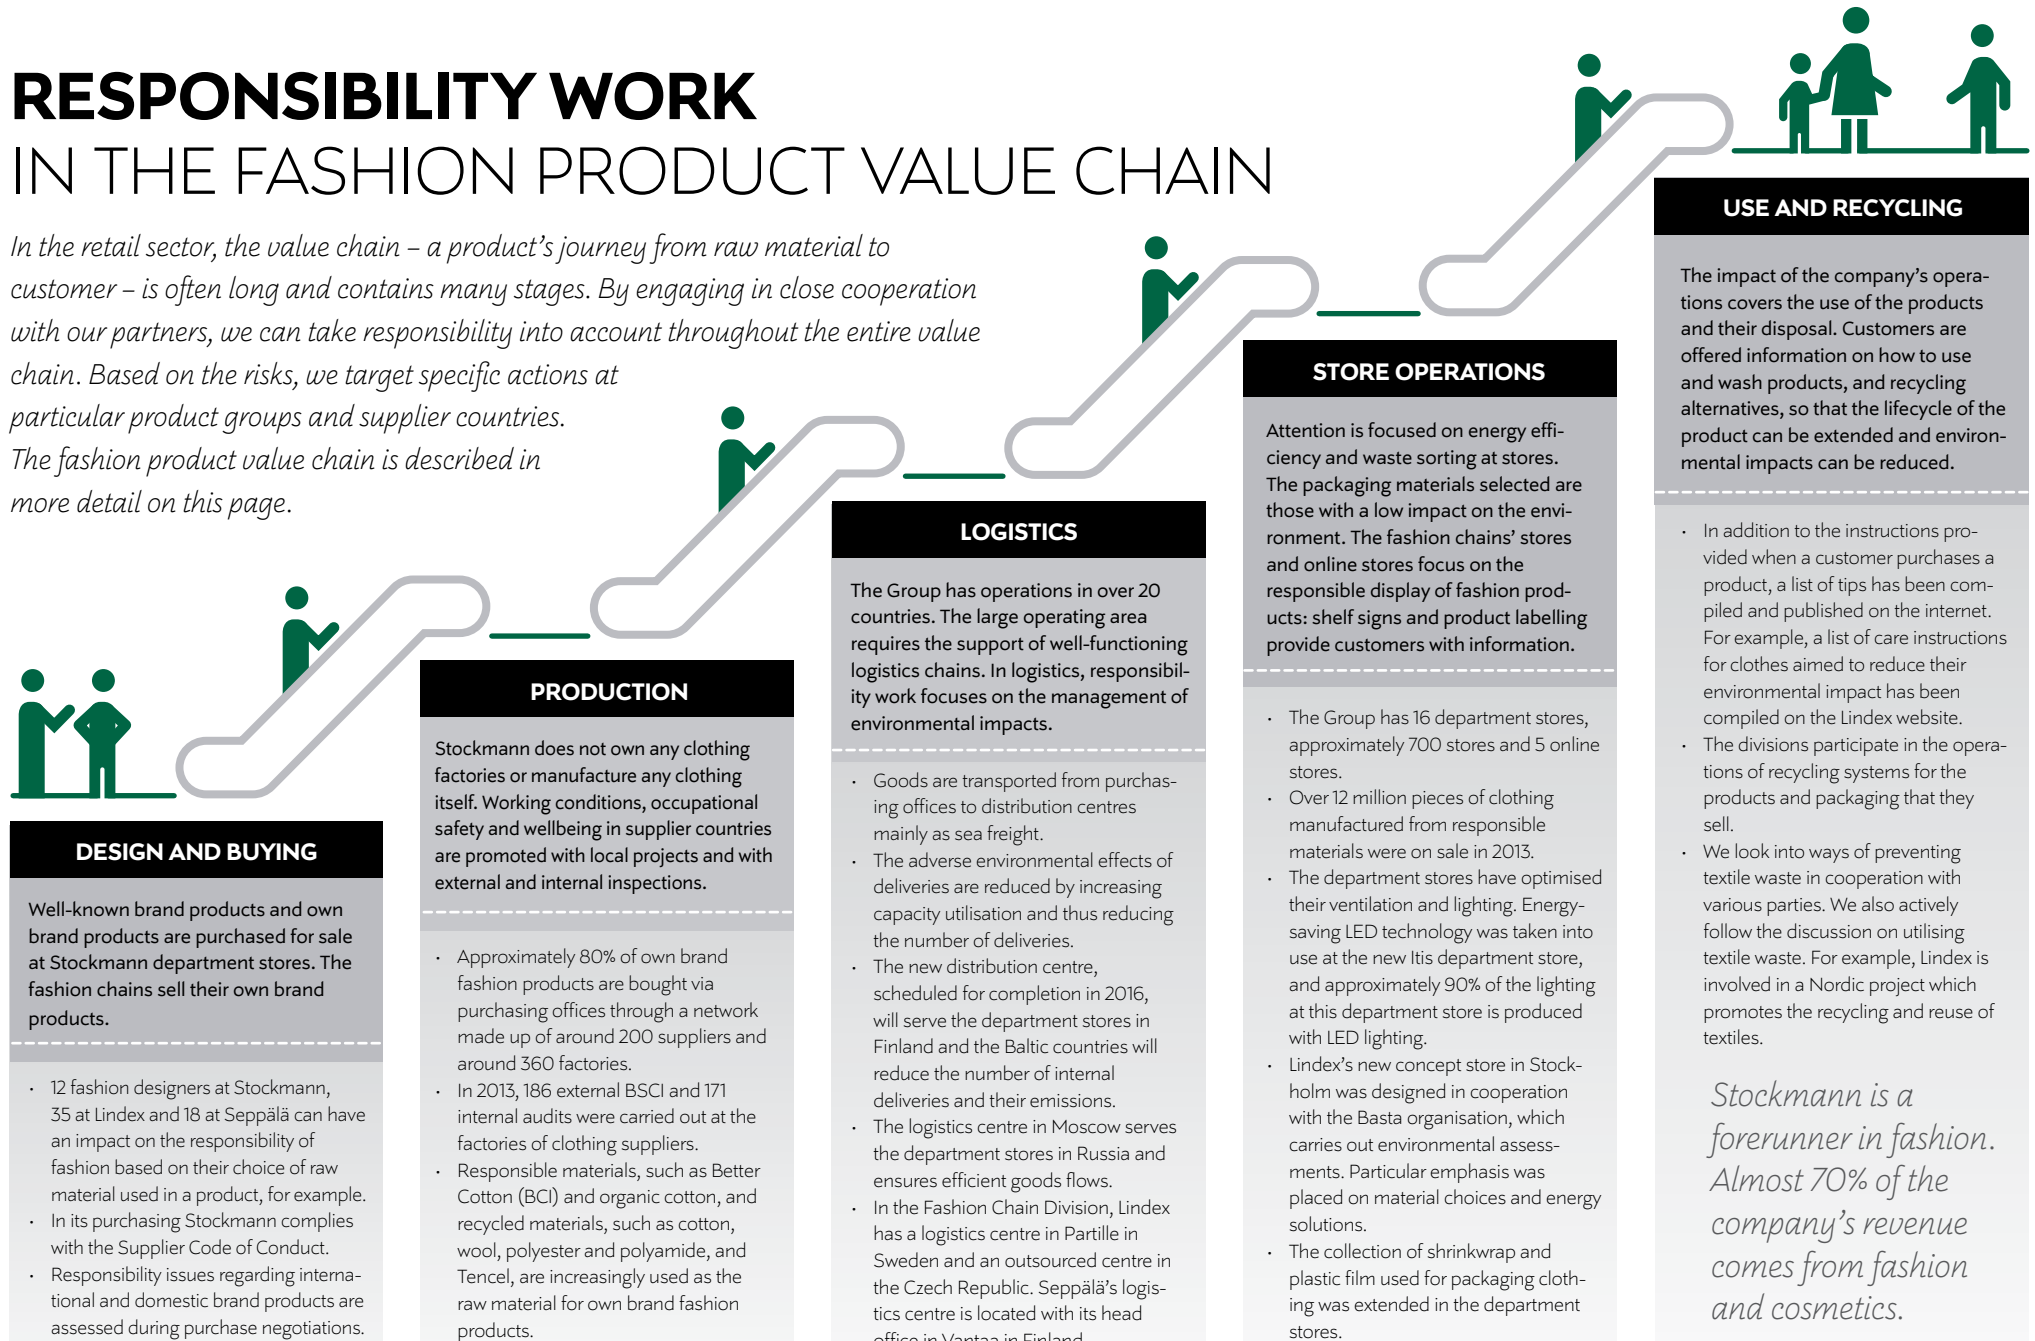 RESPONSIBILITY WORK
IN THE FASHION PRODUCT VALUE CHAIN
In the retail sector, the value chain – a product's journey from raw material to
customer – is often long and contains many stages. By engaging in close cooperation
with our partners, we can take responsibility into account throughout the entire value
chain. Based on the risks, we target specific actions at
particular product groups and supplier countries.
The fashion product value chain is described in
more detail on this page.
DESIGN AND BUYING
Well-known brand products and own
brand products are purchased for sale
at Stockmann department stores. The
fashion chains sell their own brand
products.
• 12 fashion designers at Stockmann,
35 at Lindex and 18 at Seppälä can have
an impact on the responsibility of
fashion based on their choice of raw
material used in a product, for example.
• In its purchasing Stockmann complies
with the Supplier Code of Conduct.
• Responsibility issues regarding interna-
tional and domestic brand products are
assessed during purchase negotiations.
PRODUCTION
Stockmann does not own any clothing
factories or manufacture any clothing
itself. Working conditions, occupational
safety and wellbeing in supplier countries
are promoted with local projects and with
external and internal inspections.
• Approximately 80% of own brand
fashion products are bought via
purchasing offices through a network
made up of around 200 suppliers and
around 360 factories.
• In 2013, 186 external BSCI and 171
internal audits were carried out at the
factories of clothing suppliers.
• Responsible materials, such as Better
Cotton (BCI) and organic cotton, and
recycled materials, such as cotton,
wool, polyester and polyamide, and
Tencel, are increasingly used as the
raw material for own brand fashion
products.
LOGISTICS
The Group has operations in over 20
countries. The large operating area
requires the support of well-functioning
logistics chains. In logistics, responsibil-
ity work focuses on the management of
environmental impacts.
• Goods are transported from purchas-
ing offices to distribution centres
mainly as sea freight.
• The adverse environmental effects of
deliveries are reduced by increasing
capacity utilisation and thus reducing
the number of deliveries.
• The new distribution centre,
scheduled for completion in 2016,
will serve the department stores in
Finland and the Baltic countries will
reduce the number of internal
deliveries and their emissions.
• The logistics centre in Moscow serves
the department stores in Russia and
ensures efficient goods flows.
• In the Fashion Chain Division, Lindex
has a logistics centre in Partille in
Sweden and an outsourced centre in
the Czech Republic. Seppälä's logis-
tics centre is located with its head
office in Vantaa in Finland.
STORE OPERATIONS
Attention is focused on energy effi-
ciency and waste sorting at stores.
The packaging materials selected are
those with a low impact on the envi-
ronment. The fashion chains' stores
and online stores focus on the
responsible display of fashion prod-
ucts: shelf signs and product labelling
provide customers with information.
• The Group has 16 department stores,
approximately 700 stores and 5 online
stores.
• Over 12 million pieces of clothing
manufactured from responsible
materials were on sale in 2013.
• The department stores have optimised
their ventilation and lighting. Energy-
saving LED technology was taken into
use at the new Itis department store,
and approximately 90% of the lighting
at this department store is produced
with LED lighting.
• Lindex's new concept store in Stock-
holm was designed in cooperation
with the Basta organisation, which
carries out environmental assess-
ments. Particular emphasis was
placed on material choices and energy
solutions.
• The collection of shrinkwrap and
plastic film used for packaging cloth-
ing was extended in the department
stores.
USE AND RECYCLING
The impact of the company's opera-
tions covers the use of the products
and their disposal. Customers are
offered information on how to use
and wash products, and recycling
alternatives, so that the lifecycle of the
product can be extended and environ-
mental impacts can be reduced.
• In addition to the instructions pro-
vided when a customer purchases a
product, a list of tips has been com-
piled and published on the internet.
For example, a list of care instructions
for clothes aimed to reduce their
environmental impact has been
compiled on the Lindex website.
• The divisions participate in the opera-
tions of recycling systems for the
products and packaging that they
sell.
• We look into ways of preventing
textile waste in cooperation with
various parties. We also actively
follow the discussion on utilising
textile waste. For example, Lindex is
involved in a Nordic project which
promotes the recycling and reuse of
textiles.
Stockmann is a
forerunner in fashion.
Almost 70% of the
company's revenue
comes from fashion
and cosmetics.